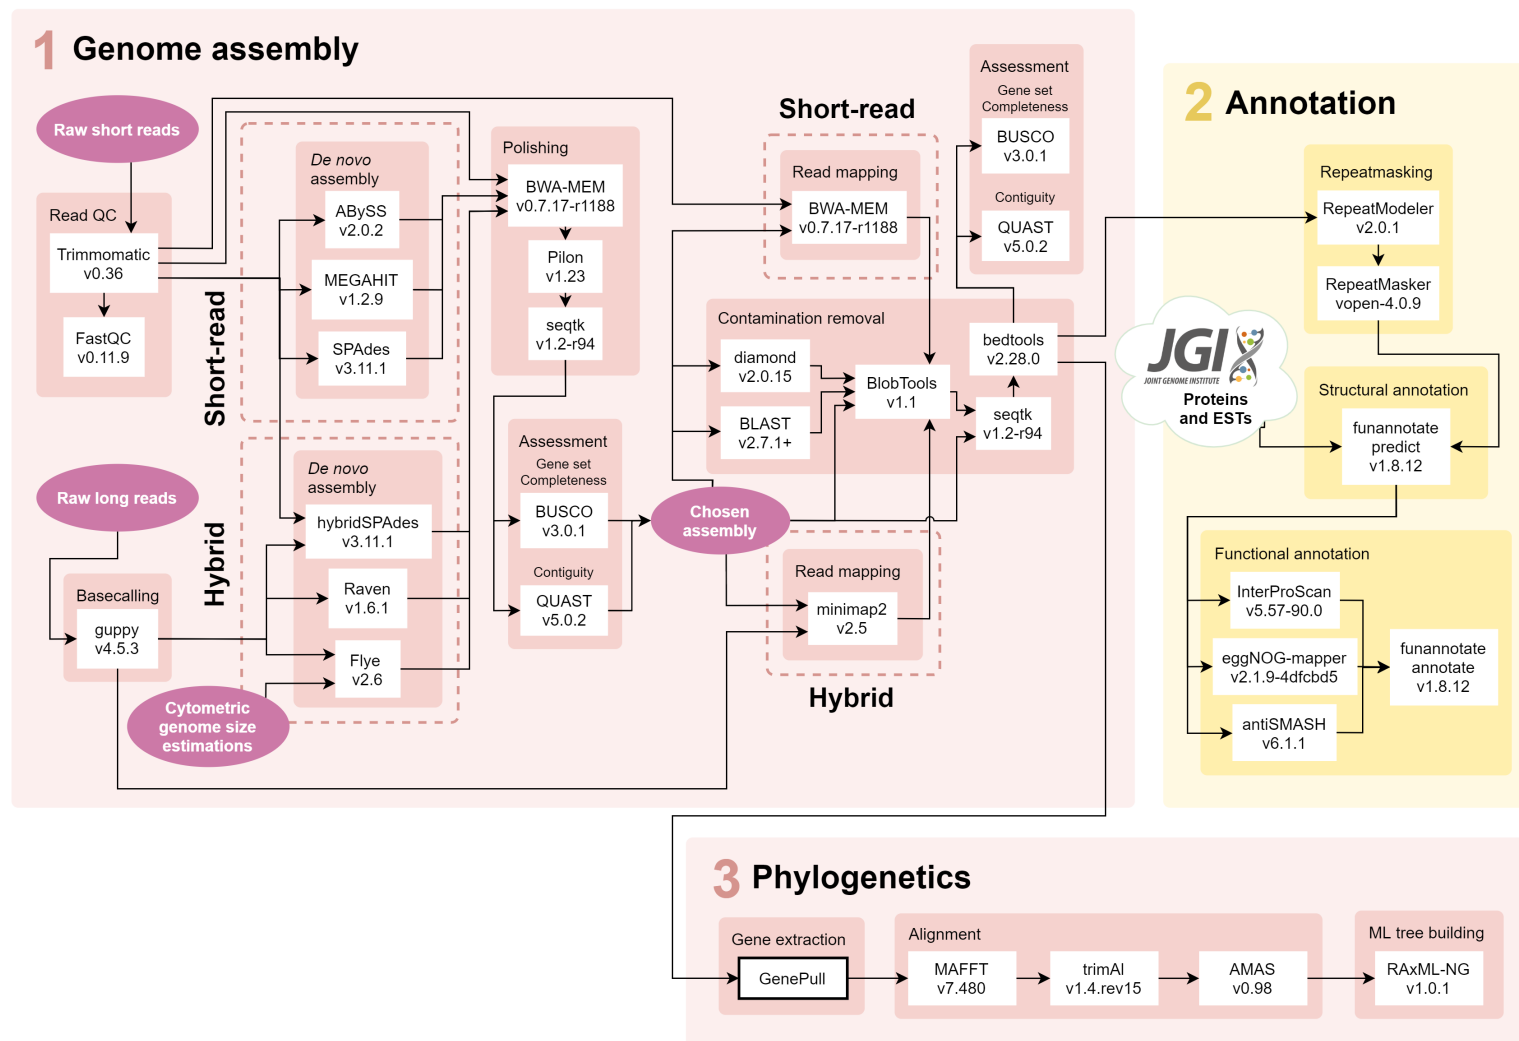 1 Genome assembly
Raw short reads
Read QC
Trimmomatic
v0.36
FastQC
v0.11.9
Short-read
De novo
assembly
ABySS
v2.0.2
MEGAHIT
v1.2.9
SPAdes
v3.11.1
Polishing
BWA-MEM
v0.7.17-r1188
Pilon
v1.23
seqtk
v1.2-r94
Raw long reads
Basecalling
guppy
v4.5.3
Hybrid
De novo
assembly
hybridSPAdes
v3.11.1
Raven
v1.6.1
Flye
v2.6
Cytometric
genome size
estimations
Assessment
Gene set
Completeness
BUSCO
v3.0.1
Contiguity
QUAST
v5.0.2
Chosen
assembly
Short-read
Read mapping
BWA-MEM
v0.7.17-r1188
Contamination removal
diamond
v2.0.15
BLAST
v2.7.1+
BlobTools
v1.1
seqtk
v1.2-r94
bedtools
v2.28.0
Read mapping
minimap2
v2.5
Hybrid
Assessment
Gene set
Completeness
BUSCO
v3.0.1
Contiguity
QUAST
v5.0.2
2 Annotation
Repeatmasking
RepeatModeler
v2.0.1
RepeatMasker
vopen-4.0.9
JGI
JOINT GENOME INSTITUTE
Proteins
and ESTs
Structural annotation
funannotate
predict
v1.8.12
Functional annotation
InterProScan
v5.57-90.0
eggNOG-mapper
v2.1.9-4dfcbd5
antiSMASH
v6.1.1
funannotate
annotate
v1.8.12
3 Phylogenetics
Gene extraction
GenePull
Alignment
MAFFT
v7.480
trimAl
v1.4.rev15
AMAS
v0.98
ML tree building
RAxML-NG
v1.0.1